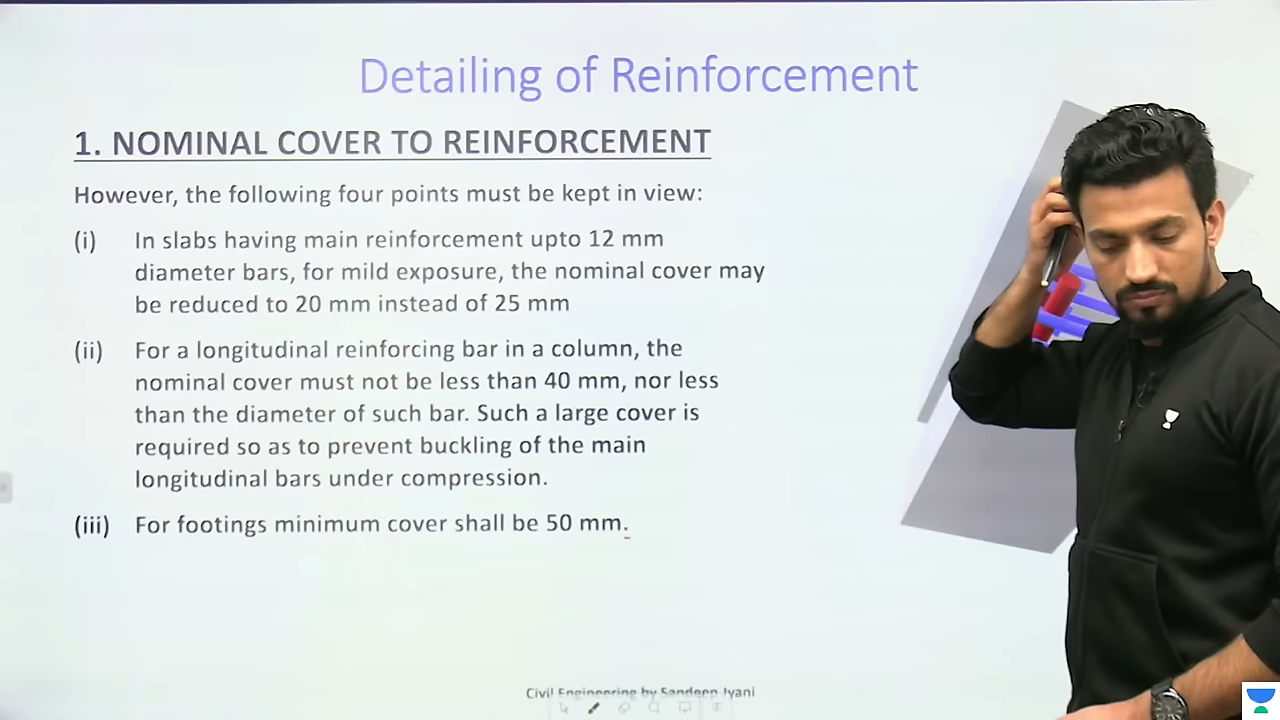 Detailing of Reinforcement
1. NOMINAL COVER TO REINFORCEMENT
However, the following four points must be kept in view:
(i) In slabs having main reinforcement upto 12 mm
diameter bars, for mild exposure, the nominal cover may
be reduced to 20 mm instead of 25 mm
(ii) For a longitudinal reinforcing bar in a column, the
nominal cover must not be less than 40 mm, nor less
than the diameter of such bar. Such a large cover is
required so as to prevent buckling of the main
longitudinal bars under compression.
(iii) For footings minimum cover shall be 50 mm.
Civil Engineering by Sandeep Jyani